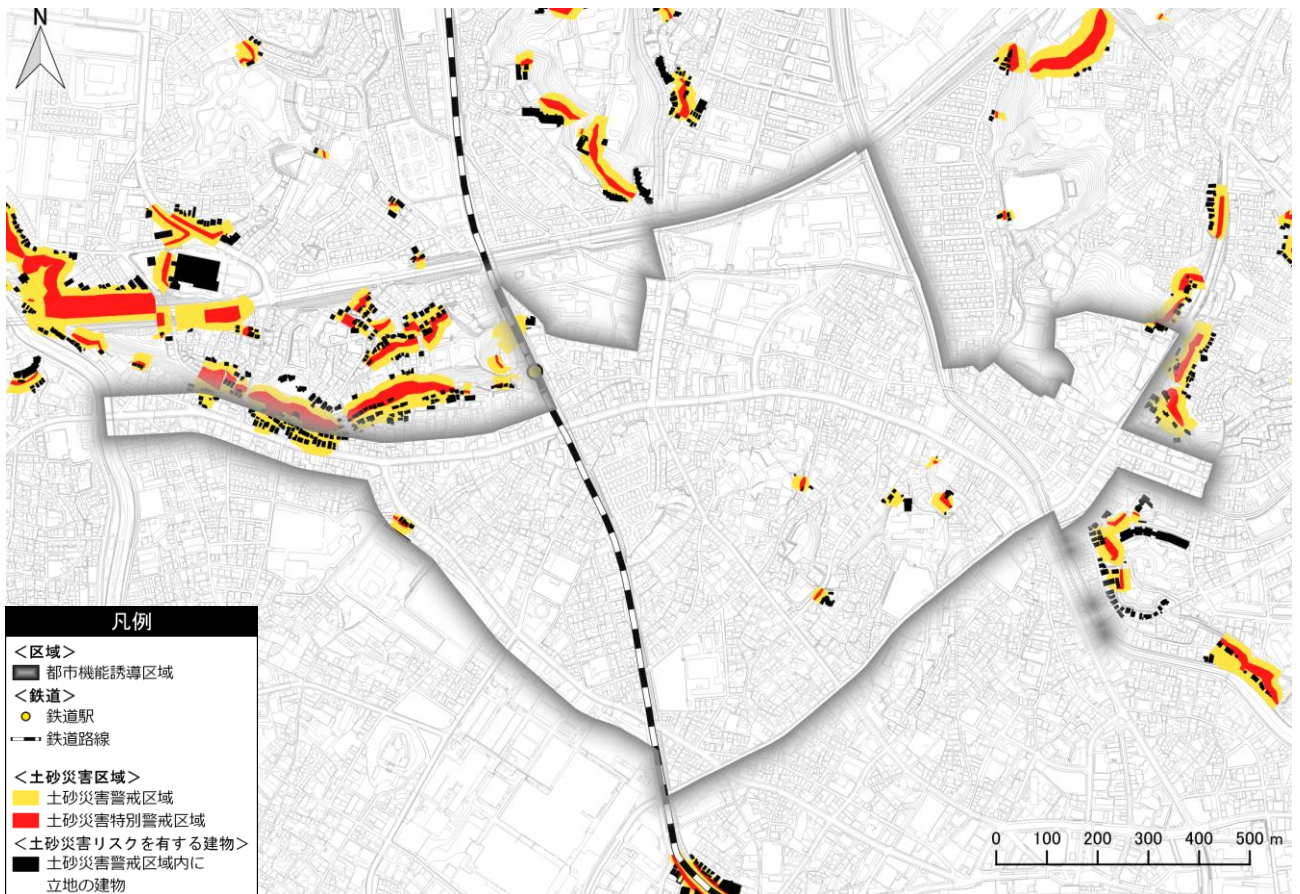 N
凡例
＜区域＞
都市機能誘導区域
＜鉄道＞
鉄道駅
鉄道路線
＜土砂災害区域＞
土砂災害警戒区域
土砂災害特別警戒区域
＜土砂災害リスクを有する建物＞
土砂災害警戒区域内に
立地の建物
0 100 200 300 400 500 m